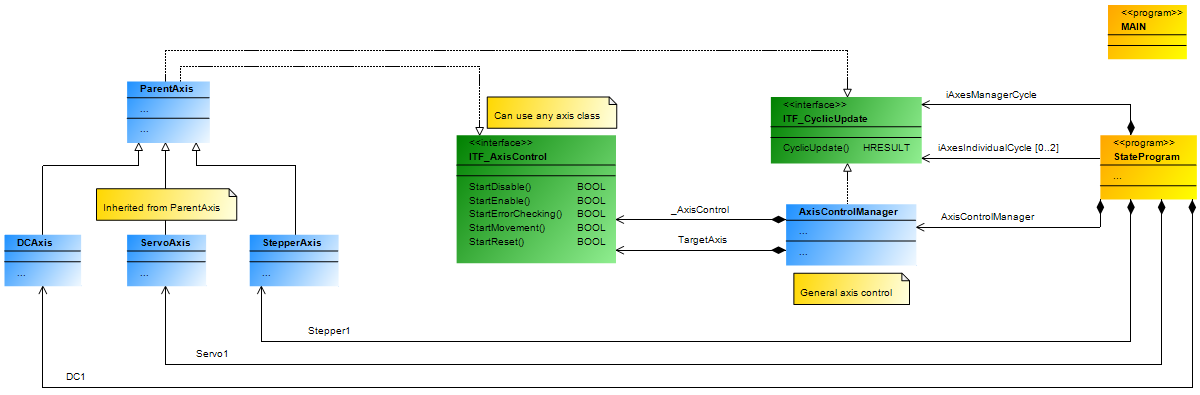 <<program>>
MAIN
ParentAxis
...
...
Can use any axis class
<<interface>>
ITF_CyclicUpdate
CyclicUpdate() HRESULT
iAxesManagerCycle
iAxesIndividualCycle [0..2]
<<program>>
StateProgram
...
<<interface>>
ITF_AxisControl
StartDisable() BOOL
StartEnable() BOOL
StartErrorChecking() BOOL
StartMovement() BOOL
StartReset() BOOL
Inherited from ParentAxis
_AxisControl
TargetAxis
AxisControlManager
...
...
AxisControlManager
DCAxis
...
ServoAxis
...
StepperAxis
...
General axis control
Stepper1
Servo1
DC1